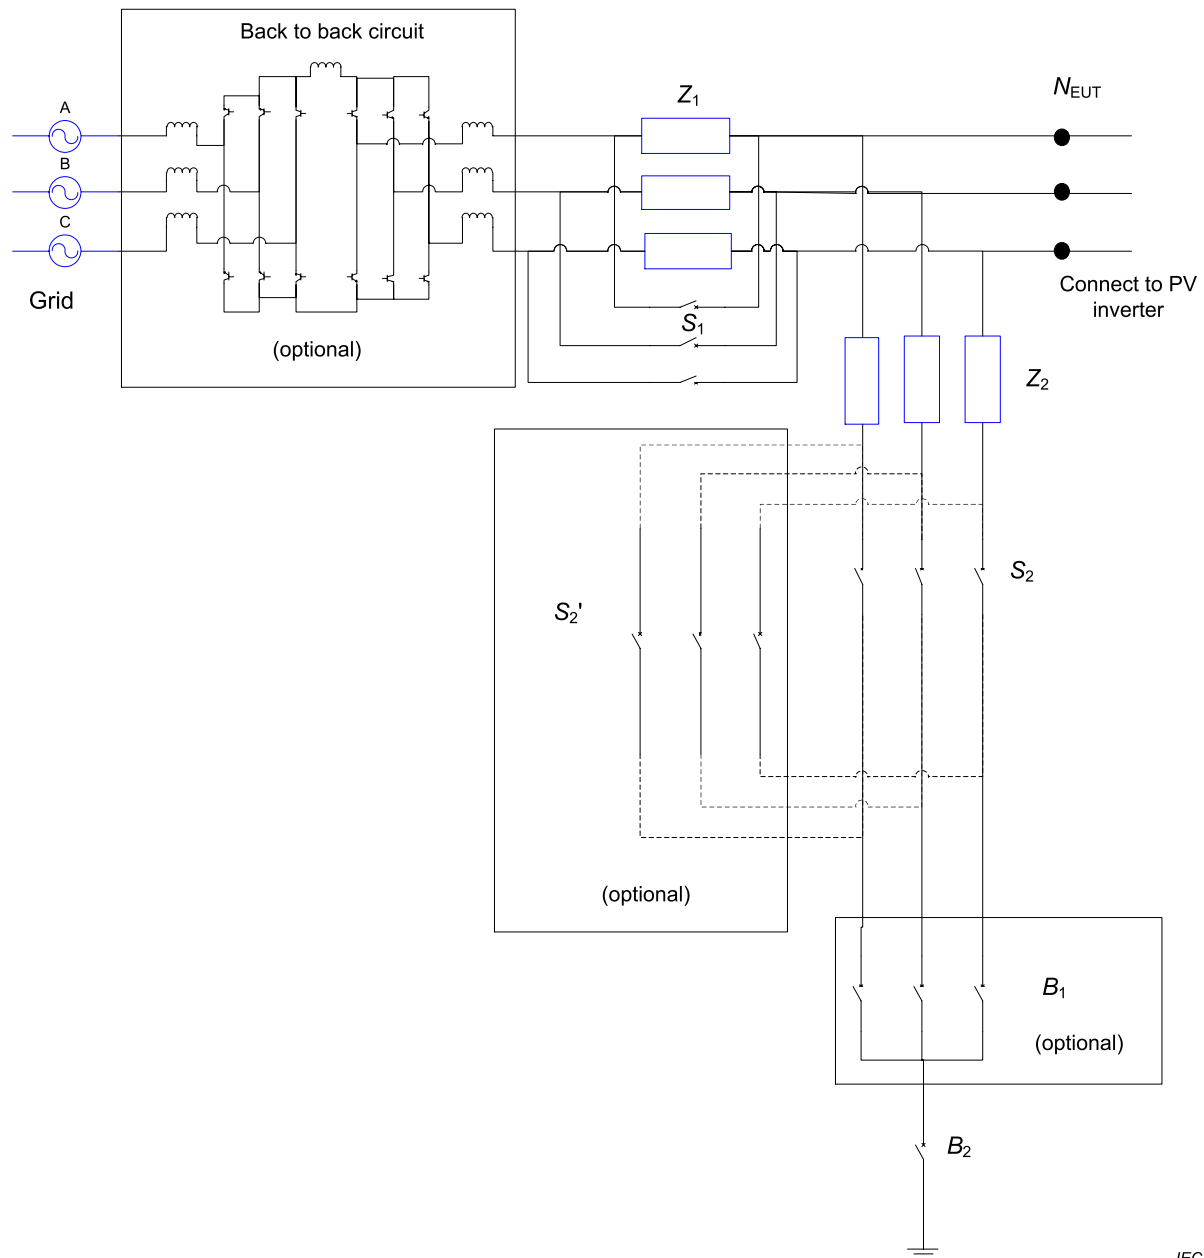 Back to back circuit
A
B
C
Grid
(optional)
Z1
S1
NEUT
Connect to PV
inverter
Z2
S2
S2'
(optional)
B1
(optional)
B2
IEC